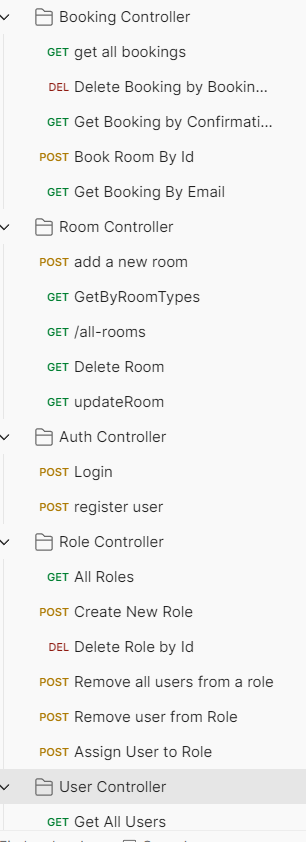 Booking Controller
GET get all bookings
DEL Delete Booking by Bookin...
GET Get Booking by Confirmati...
POST Book Room By Id
GET Get Booking By Email
Room Controller
POST add a new room
GET GetByRoomTypes
GET /all-rooms
GET Delete Room
GET updateRoom
Auth Controller
POST Login
POST register user
Role Controller
GET All Roles
POST Create New Role
DEL Delete Role by Id
POST Remove all users from a role
POST Remove user from Role
POST Assign User to Role
User Controller
GET Get All Users